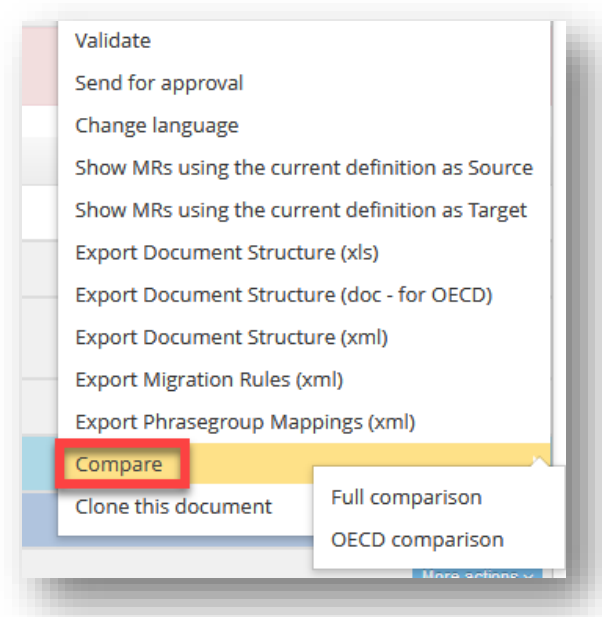 Validate
Send for approval
Change language
Show MRs using the current definition as Source
Show MRs using the current definition as Target
Export Document Structure (xls)
Export Document Structure (doc - for OECD)
Export Document Structure (xml)
Export Migration Rules (xml)
Export Phrasegroup Mappings (xml)
Compare
Clone this document
Full comparison
OECD comparison
More actions